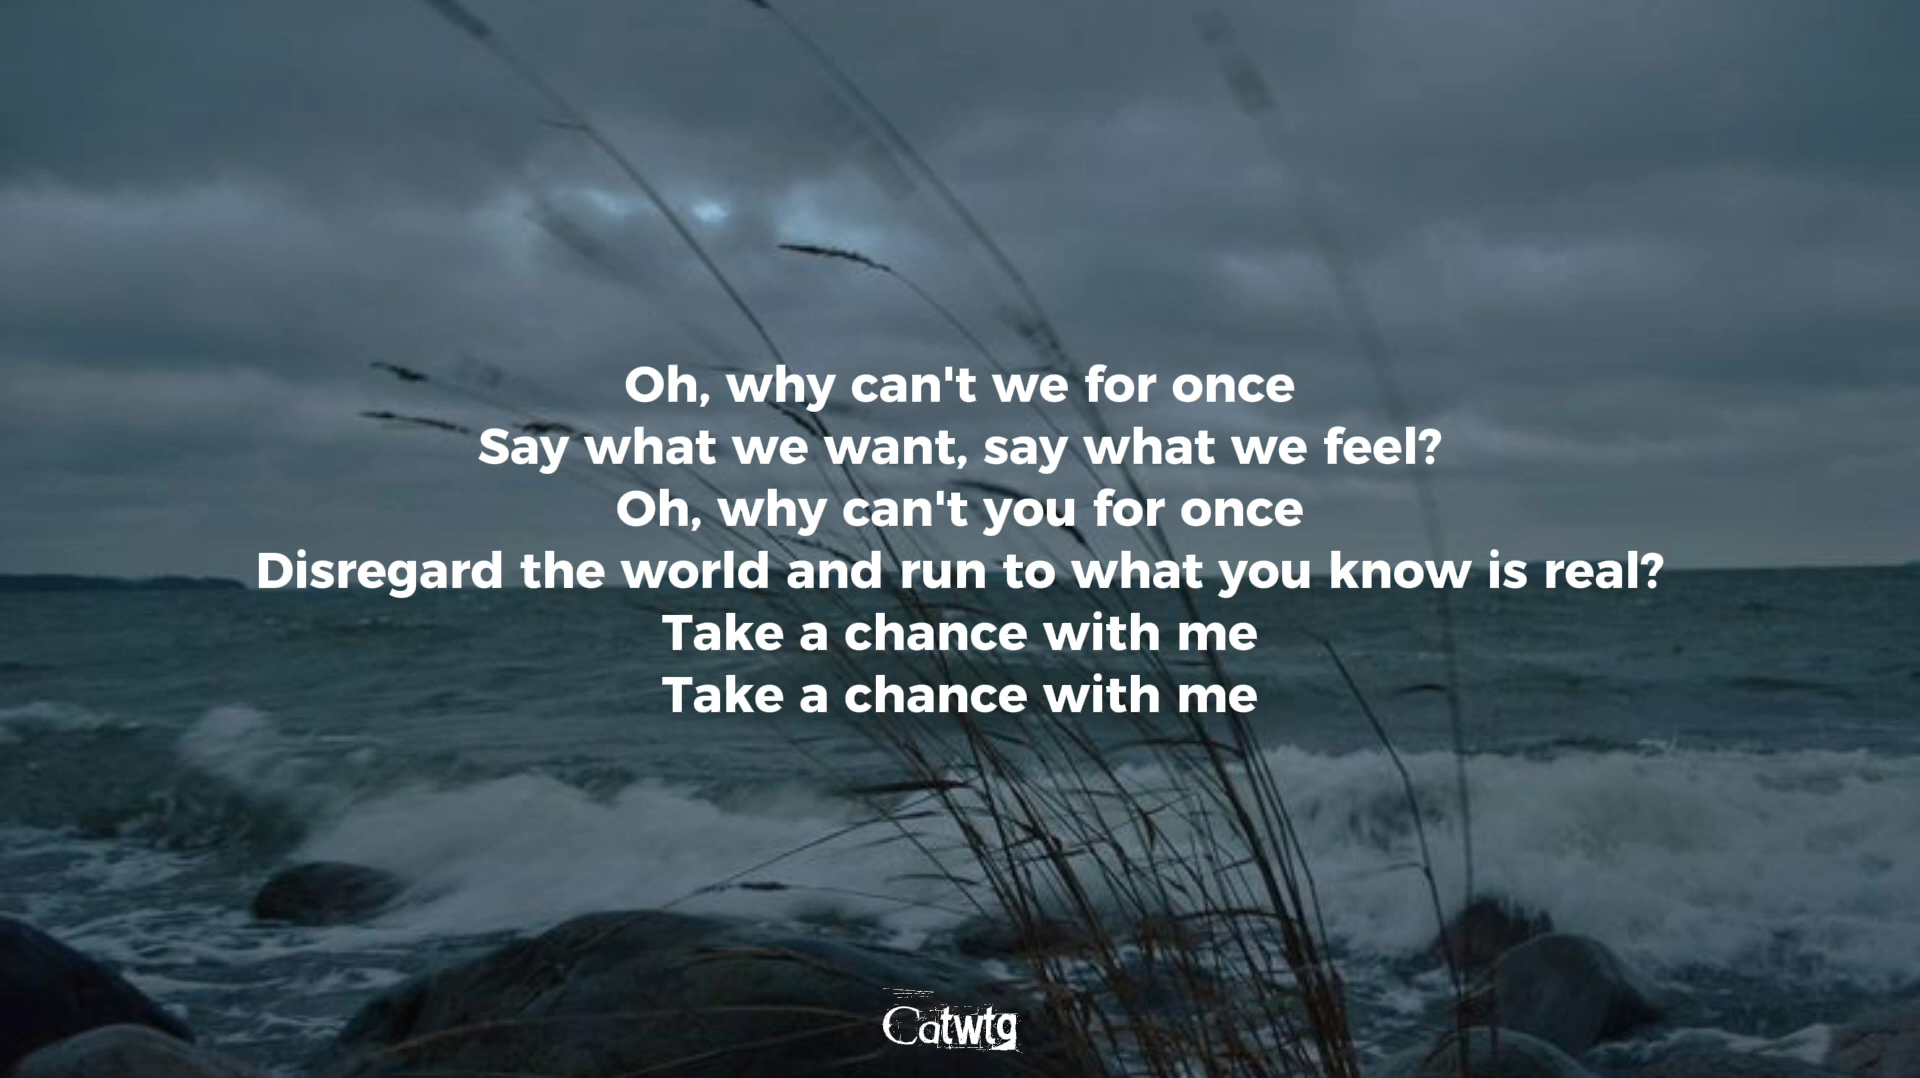 Oh, why can't we for once
Say what we want, say what we feel?
Oh, why can't you for once
Disregard the world and run to what you know is real?
Take a chance with me
Take a chance with me
Catwtg